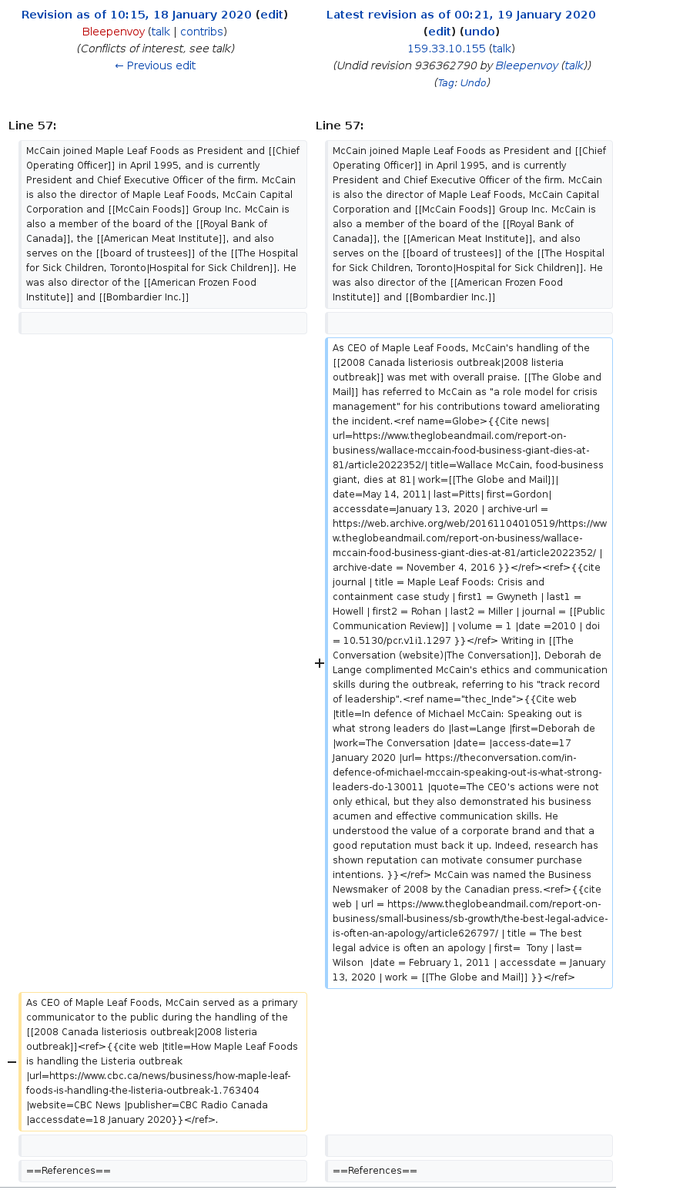 Revision as of 10:15, 18 January 2020 (edit)
Bleepenvoy (talk | contribs)
(Conflicts of interest, see talk)
← Previous edit
Latest revision as of 00:21, 19 January 2020
(edit) (undo)
159.33.10.155 (talk)
(Undid revision 936362790 by Bleepenvoy (talk))
(Tag: Undo)
Line 57:
Line 57:
McCain joined Maple Leaf Foods as President and [[Chief
Operating Officer]] in April 1995, and is currently
President and Chief Executive Officer of the firm. McCain
is also the director of Maple Leaf Foods, McCain Capital
Corporation and [[McCain Foods]] Group Inc. McCain is
also a member of the board of the [[Royal Bank of
Canada]], the [[American Meat Institute]], and also
serves on the [[board of trustees]] of the [[The Hospital
for Sick Children, Toronto|Hospital for Sick Children]]. He
was also director of the [[American Frozen Food
Institute]] and [[Bombardier Inc.]]
McCain joined Maple Leaf Foods as President and [[Chief
Operating Officer]] in April 1995, and is currently
President and Chief Executive Officer of the firm. McCain
is also the director of Maple Leaf Foods, McCain Capital
Corporation and [[McCain Foods]] Group Inc. McCain is
also a member of the board of the [[Royal Bank of
Canada]], the [[American Meat Institute]], and also
serves on the [[board of trustees]] of the [[The Hospital
for Sick Children, Toronto|Hospital for Sick Children]]. He
was also director of the [[American Frozen Food
Institute]] and [[Bombardier Inc.]]
+
As CEO of Maple Leaf Foods, McCain's handling of the
[[2008 Canada listeriosis outbreak|2008 listeria
outbreak]] was met with overall praise. [[The Globe and
Mail]] has referred to McCain as "a role model for crisis
management" for his contributions toward ameliorating
the incident.<ref name=Globe>{{Cite news|
url=https://www.theglobeandmail.com/report-on-
business/wallace-mccain-food-business-giant-dies-at-
81/article2022352/| title=Wallace McCain, food-business
giant, dies at 81| work=[[The Globe and Mail]]|
date=May 14, 2011| last=Pitts| first=Gordon|
accessdate=January 13, 2020 | archive-url =
https://web.archive.org/web/20161104010519/https://ww
w.theglobeandmail.com/report-on-business/wallace-
mccain-food-business-giant-dies-at-81/article2022352/ |
archive-date = November 4, 2016 }}</ref><ref>{{cite
journal | title = Maple Leaf Foods: Crisis and
containment case study | first1 = Gwyneth | last1 =
Howell | first2 = Rohan | last2 = Miller | journal = [[Public
Communication Review]] | volume = 1 |date =2010 | doi
= 10.5130/pcr.v1i1.1297 }}</ref> Writing in [[The
Conversation (website)|The Conversation]], Deborah de
Lange complimented McCain's ethics and communication
skills during the outbreak, referring to his "track record
of leadership".<ref name="thec_Inde">{{Cite web
|title=In defence of Michael McCain: Speaking out is
what strong leaders do |last=Lange |first=Deborah de
|work=The Conversation |date= |access-date=17
January 2020 |url= https://theconversation.com/in-
defence-of-michael-mccain-speaking-out-is-what-strong-
leaders-do-130011 |quote=The CEO's actions were not
only ethical, but they also demonstrated his business
acumen and effective communication skills. He
understood the value of a corporate brand and that a
good reputation must back it up. Indeed, research has
shown reputation can motivate consumer purchase
intentions. }}</ref> McCain was named the Business
Newsmaker of 2008 by the Canadian press.<ref>{{cite
web | url = https://www.theglobeandmail.com/report-on-
business/small-business/sb-growth/the-best-legal-advice-
is-often-an-apology/article626797/ | title = The best
legal advice is often an apology | first= Tony | last=
Wilson |date = February 1, 2011 | accessdate = January
13, 2020 | work = [[The Globe and Mail]] }}</ref>
−
As CEO of Maple Leaf Foods, McCain served as a primary
communicator to the public during the handling of the
[[2008 Canada listeriosis outbreak|2008 listeria
outbreak]]<ref>{{cite web |title=How Maple Leaf Foods
is handling the Listeria outbreak
|url=https://www.cbc.ca/news/business/how-maple-leaf-
foods-is-handling-the-listeria-outbreak-1.763404
|website=CBC News |publisher=CBC Radio Canada
|accessdate=18 January 2020}}</ref>.
==References==
==References==